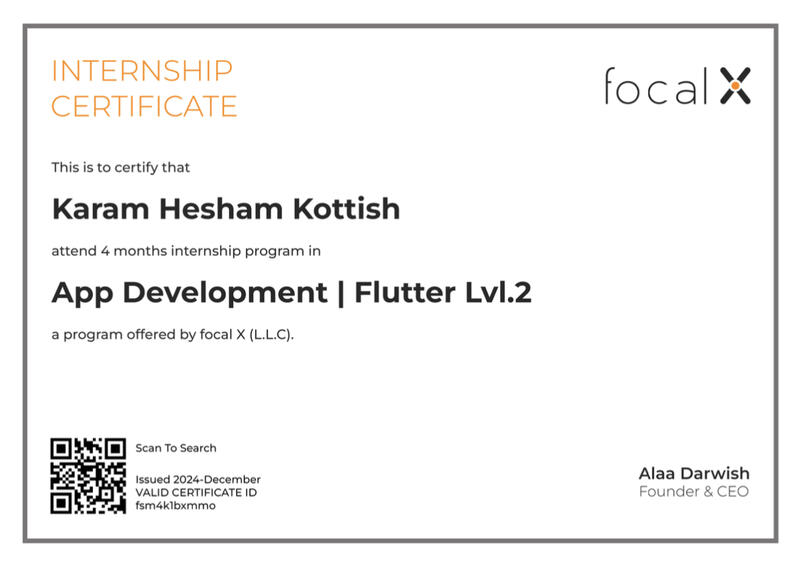 INTERNSHIP
CERTIFICATE
focal X
This is to certify that
Karam Hesham Kottish
attend 4 months internship program in
App Development | Flutter Lvl.2
a program offered by focal X (L.L.C).
Scan To Search
Issued 2024-December
VALID CERTIFICATE ID
fsm4k1bxmmo
Alaa Darwish
Founder & CEO